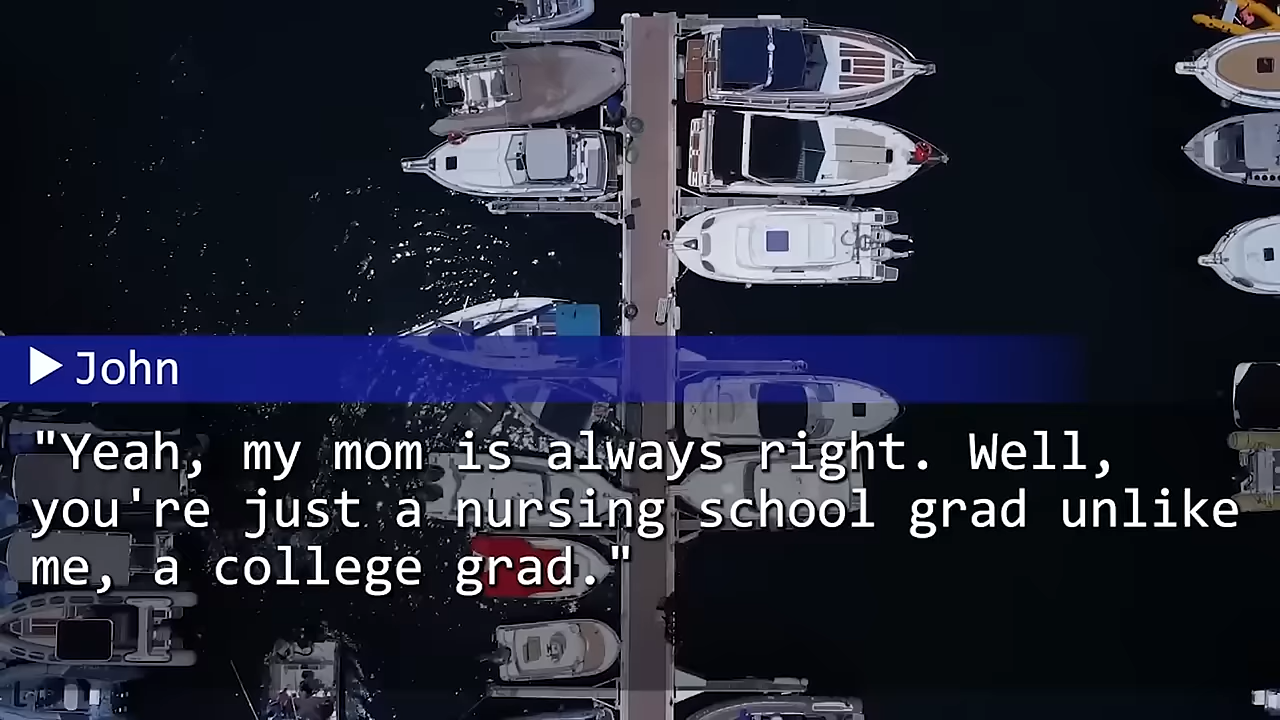 John
"Yeah, my mom is always right. Well,
you're just a nursing school grad unlike
me, a college grad."